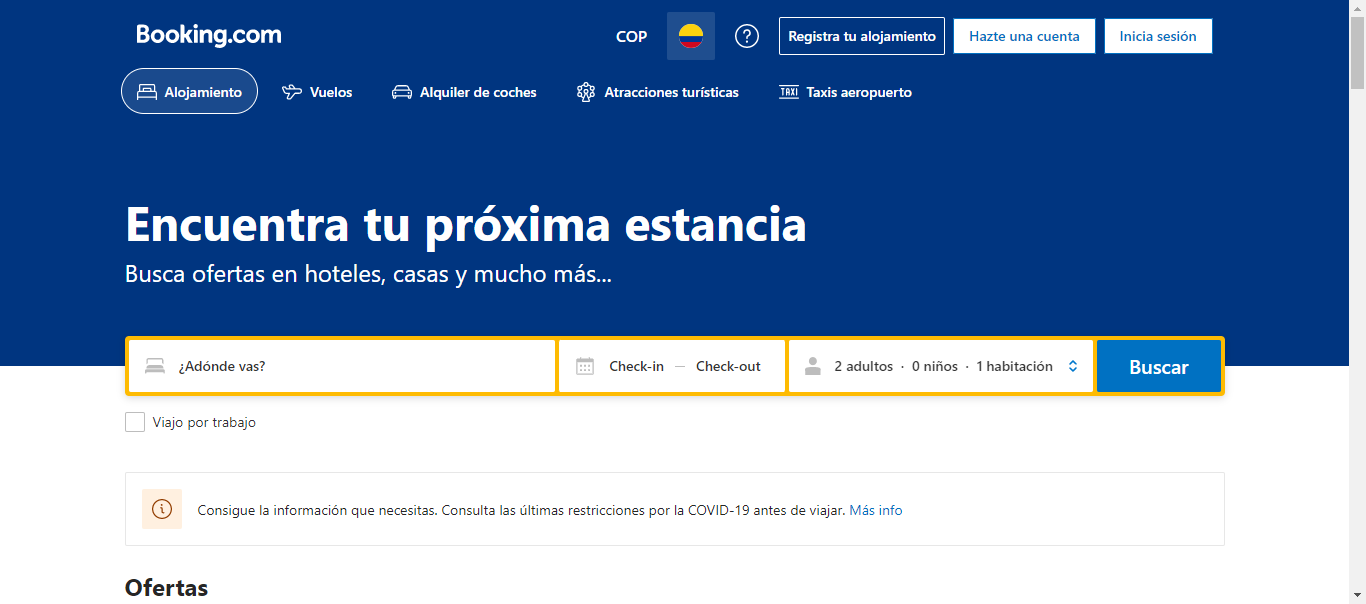 Booking.com
COP
Registra tu alojamiento
Hazte una cuenta
Inicia sesión
Alojamiento
Vuelos
Alquiler de coches
Atracciones turísticas
TAXI
Taxis aeropuerto
Encuentra tu próxima estancia
Busca ofertas en hoteles, casas y mucho más...
¿Adónde vas?
Check-in — Check-out
2 adultos · 0 niños · 1 habitación
Buscar
Viajo por trabajo
Consigue la información que necesitas. Consulta las últimas restricciones por la COVID-19 antes de viajar. Más info
Ofertas